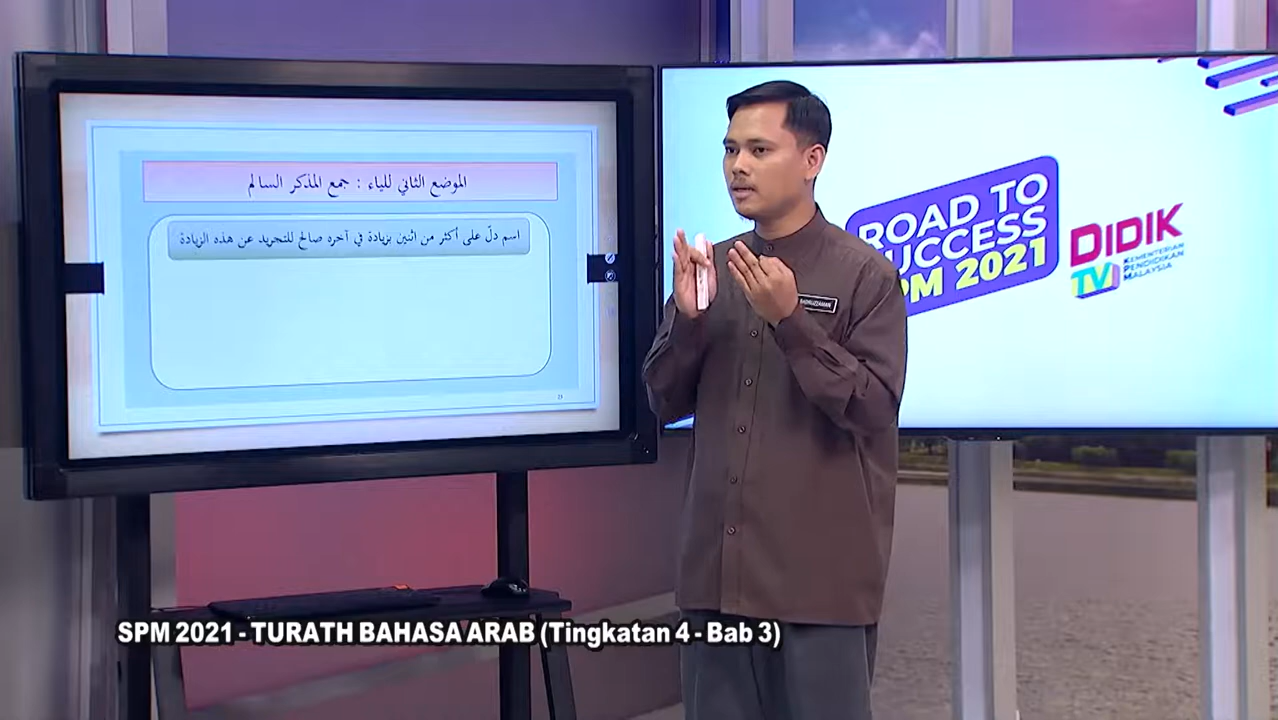 الموضع الثاني للياء : جمع المذكر السالم
اسم دلّ على أكثر من اثنين بزيادة في آخره صالح للتجريد عن هذه الزيادة
ROAD TO
SUCCESS
SPM 2021
DIDIK
TV
KEMENTERIAN
PENDIDIKAN
MALAYSIA
BADRUZZAMAN
SPM 2021 - TURATH BAHASA ARAB (Tingkatan 4 - Bab 3)